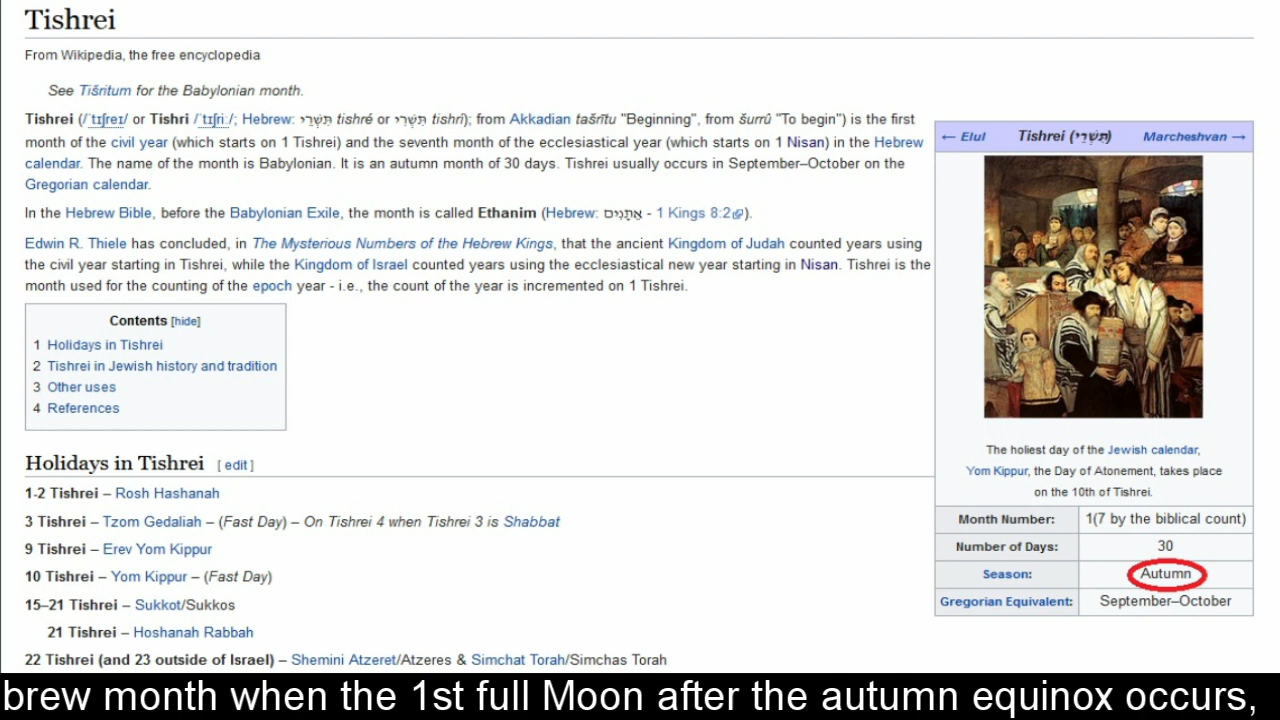 Tishrei
From Wikipedia, the free encyclopedia
See Tišritum for the Babylonian month.
Tishrei (/ˈtɪʃreɪ/ or Tishri /ˈtɪʃriː/; Hebrew: תִּשְׁרֵי tishré or תִּשְׁרִי tishrî); from Akkadian tašrītu "Beginning", from šurrû "To begin") is the first
month of the civil year (which starts on 1 Tishrei) and the seventh month of the ecclesiastical year (which starts on 1 Nisan) in the Hebrew
calendar. The name of the month is Babylonian. It is an autumn month of 30 days. Tishrei usually occurs in September–October on the
Gregorian calendar.
In the Hebrew Bible, before the Babylonian Exile, the month is called Ethanim (Hebrew: אֵתָנִים - 1 Kings 8:2).
Edwin R. Thiele has concluded, in The Mysterious Numbers of the Hebrew Kings, that the ancient Kingdom of Judah counted years using
the civil year starting in Tishrei, while the Kingdom of Israel counted years using the ecclesiastical new year starting in Nisan. Tishrei is the
month used for the counting of the epoch year - i.e., the count of the year is incremented on 1 Tishrei.
Contents [hide]
1 Holidays in Tishrei
2 Tishrei in Jewish history and tradition
3 Other uses
4 References
Holidays in Tishrei [ edit ]
1-2 Tishrei – Rosh Hashanah
3 Tishrei – Tzom Gedaliah – (Fast Day) – On Tishrei 4 when Tishrei 3 is Shabbat
9 Tishrei – Erev Yom Kippur
10 Tishrei – Yom Kippur – (Fast Day)
15–21 Tishrei – Sukkot/Sukkos
21 Tishrei – Hoshanah Rabbah
22 Tishrei (and 23 outside of Israel) – Shemini Atzeret/Atzeres & Simchat Torah/Simchas Torah
← Elul Tishrei (תִּשְׁרֵי) Marcheshvan →
The holiest day of the Jewish calendar,
Yom Kippur, the Day of Atonement, takes place
on the 10th of Tishrei.
Month Number: 1(7 by the biblical count)
Number of Days: 30
Season: Autumn
Gregorian Equivalent: September–October
brew month when the 1st full Moon after the autumn equinox occurs,